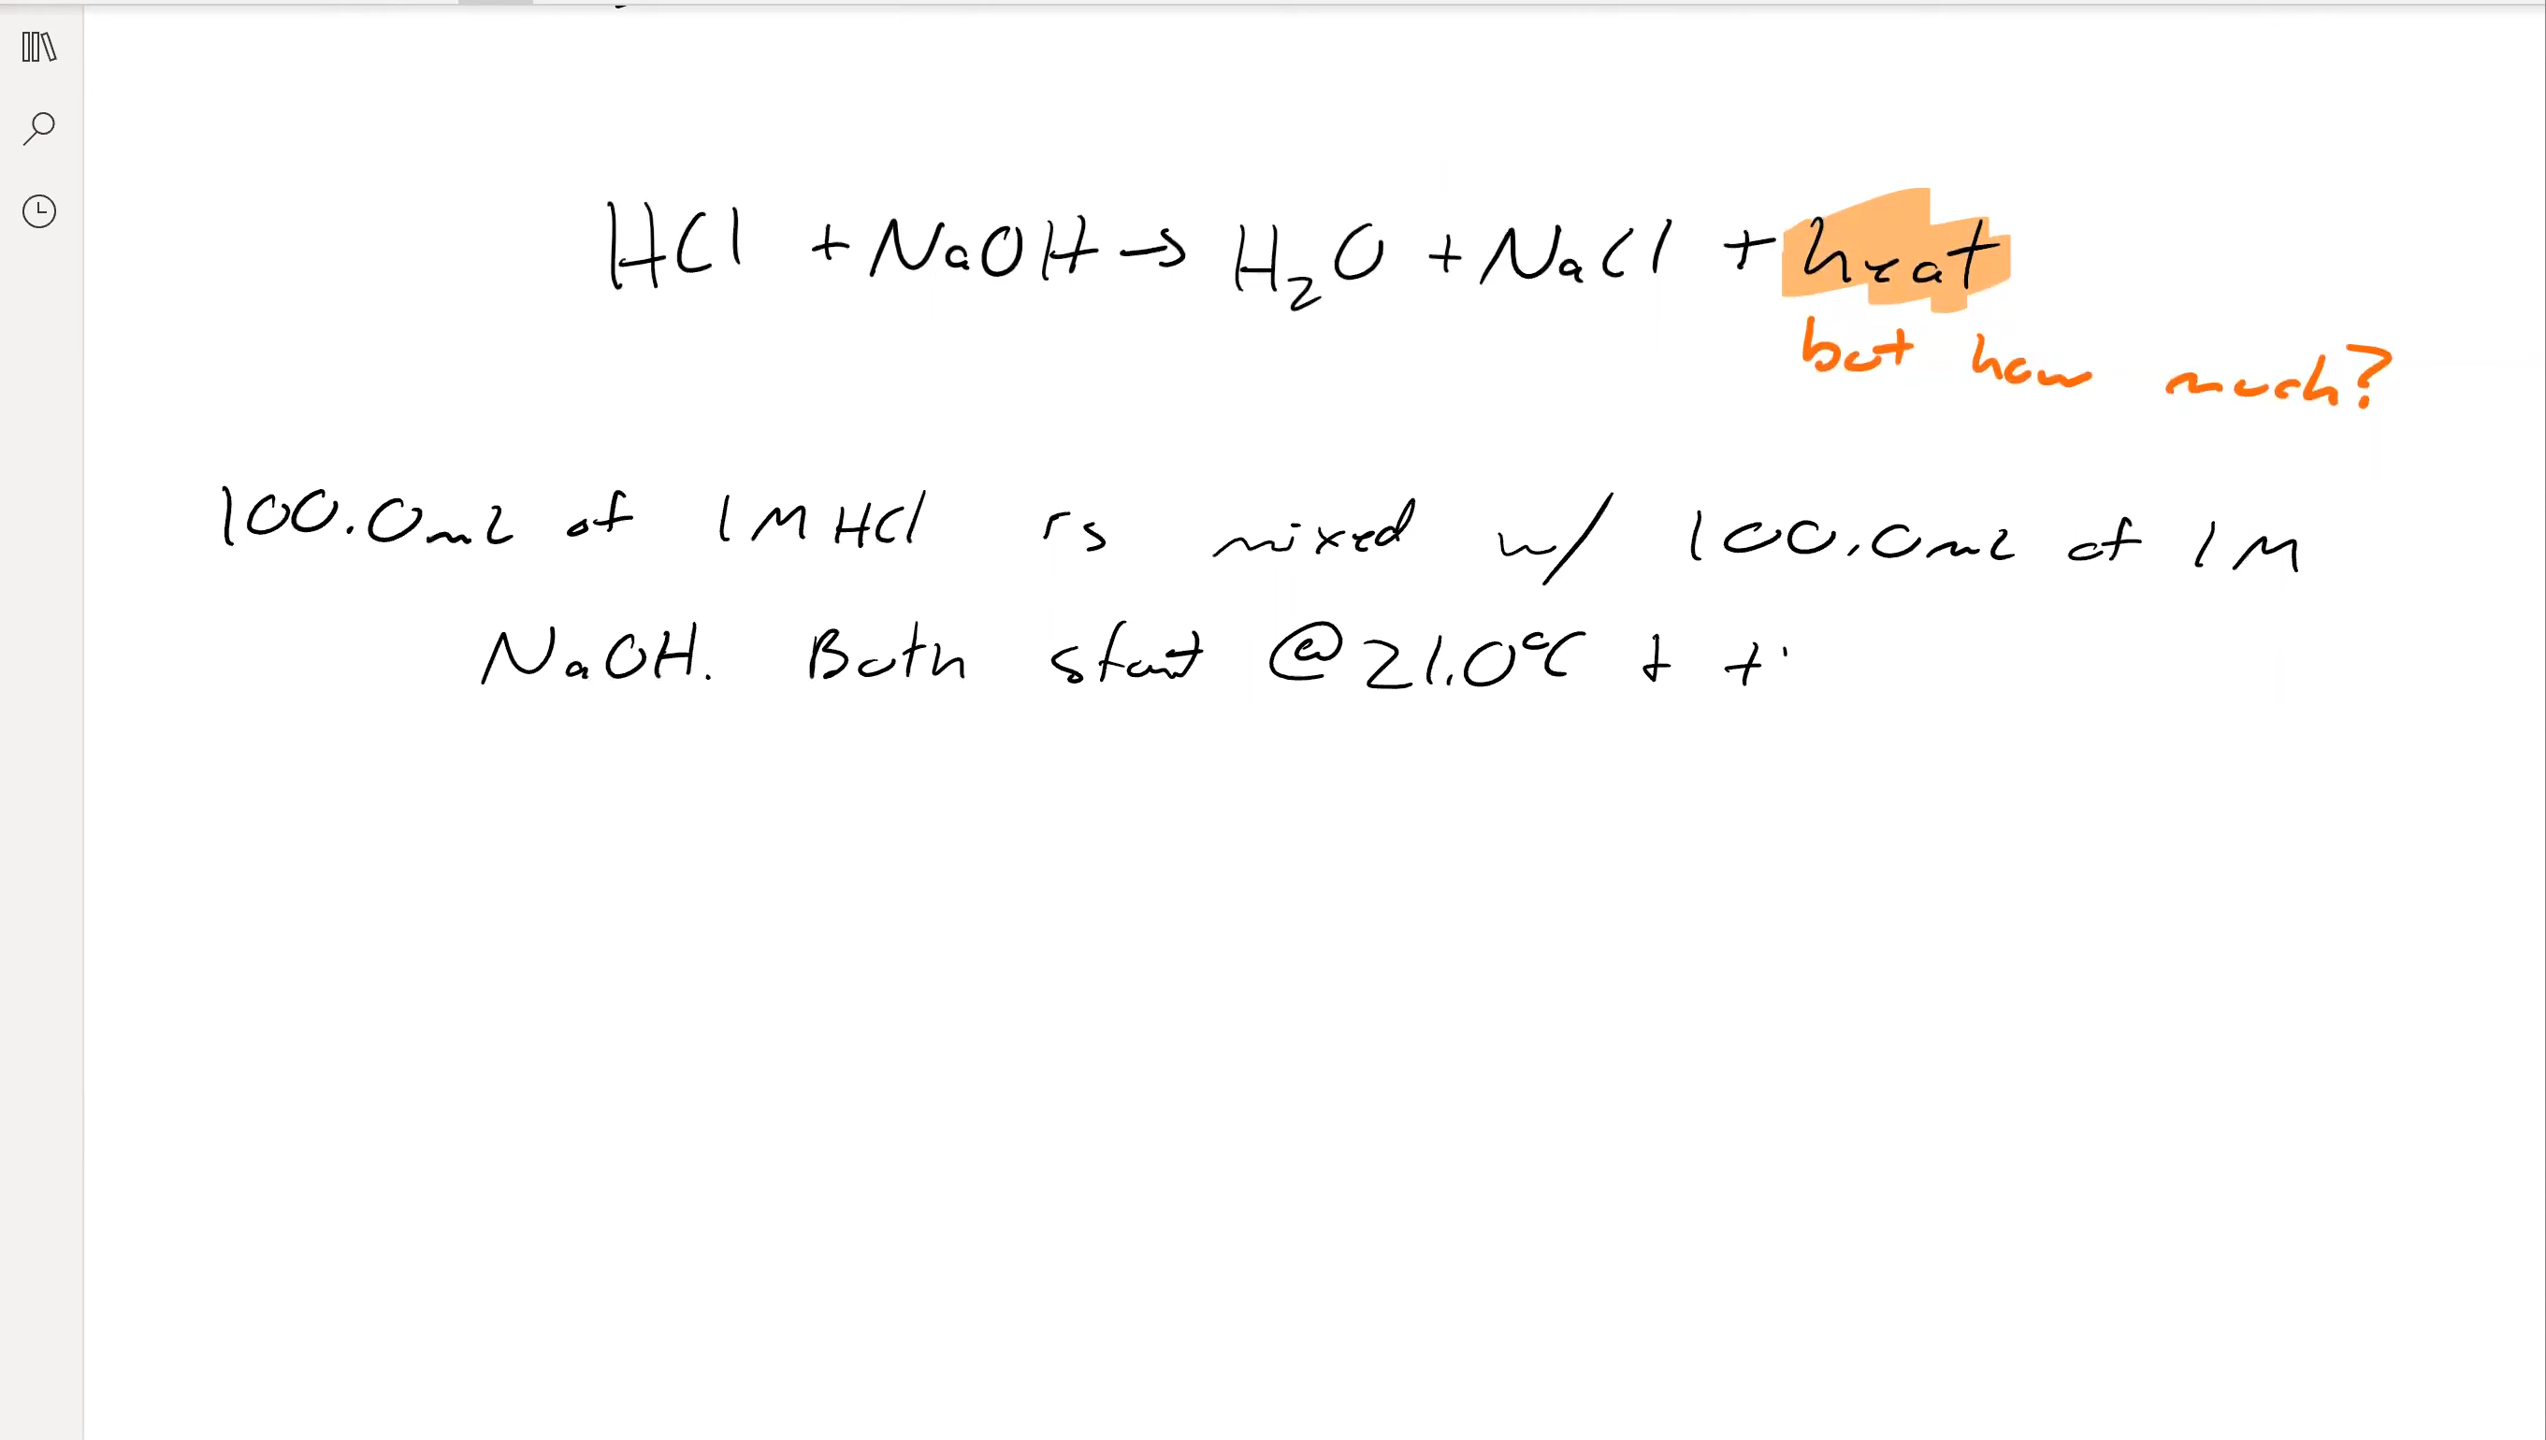 HCl + NaOH → H₂O + NaCl + heat
but how much?
100.0mL of 1M HCl is mixed w/ 100.0mL of 1M
NaOH. Both start @ 21.0°C +